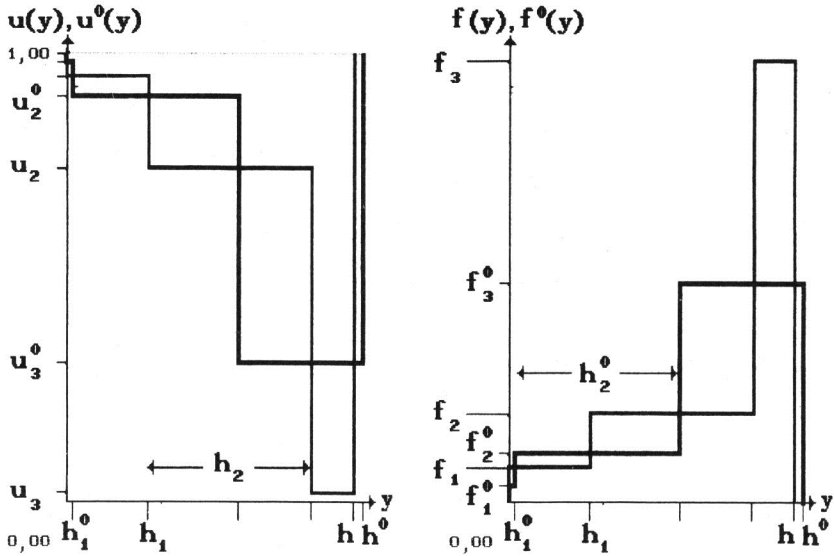 u(y), u⁰(y)
1,00
u₂⁰
u₂
u₃⁰
u₃
0,00
h₂
h₁⁰
h₁
h
h⁰
y
f(y), f⁰(y)
f₃
f₃⁰
f₂
f₂⁰
f₁
f₁⁰
0,00
h₂⁰
h₁⁰
h₁
h
h⁰
y